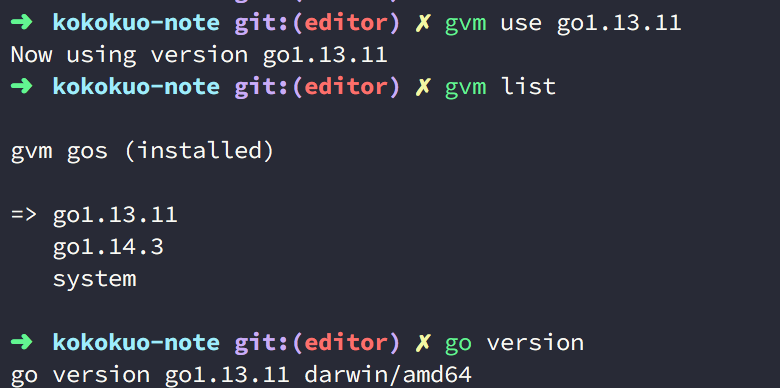 ➜ kokokuo-note git:(editor) ✗ gvm use go1.13.11
Now using version go1.13.11
➜ kokokuo-note git:(editor) ✗ gvm list
gvm gos (installed)
=> go1.13.11
go1.14.3
system
➜ kokokuo-note git:(editor) ✗ go version
go version go1.13.11 darwin/amd64